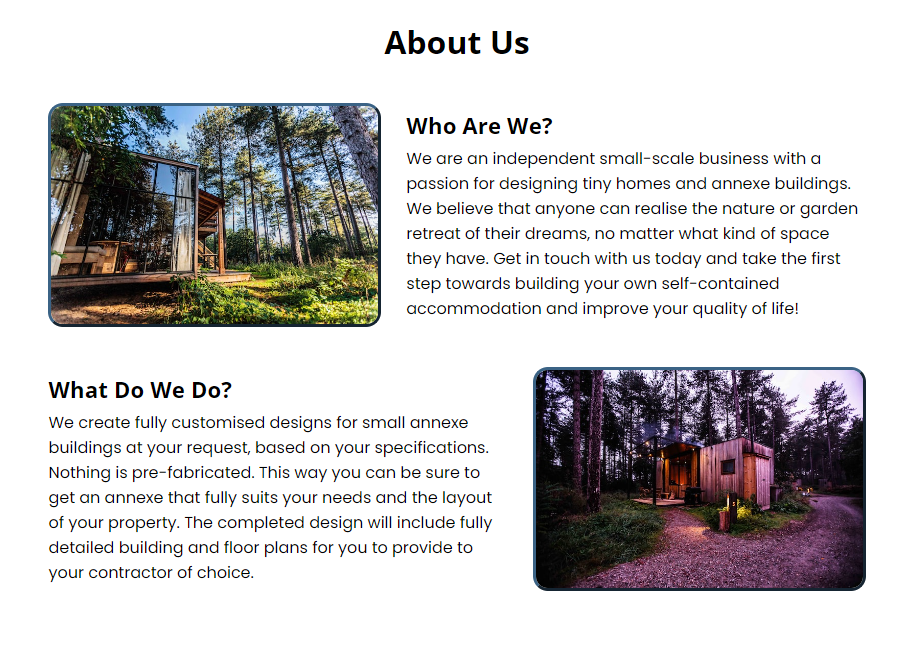 About Us
Who Are We?
We are an independent small-scale business with a
passion for designing tiny homes and annexe buildings.
We believe that anyone can realise the nature or garden
retreat of their dreams, no matter what kind of space
they have. Get in touch with us today and take the first
step towards building your own self-contained
accommodation and improve your quality of life!
What Do We Do?
We create fully customised designs for small annexe
buildings at your request, based on your specifications.
Nothing is pre-fabricated. This way you can be sure to
get an annexe that fully suits your needs and the layout
of your property. The completed design will include fully
detailed building and floor plans for you to provide to
your contractor of choice.